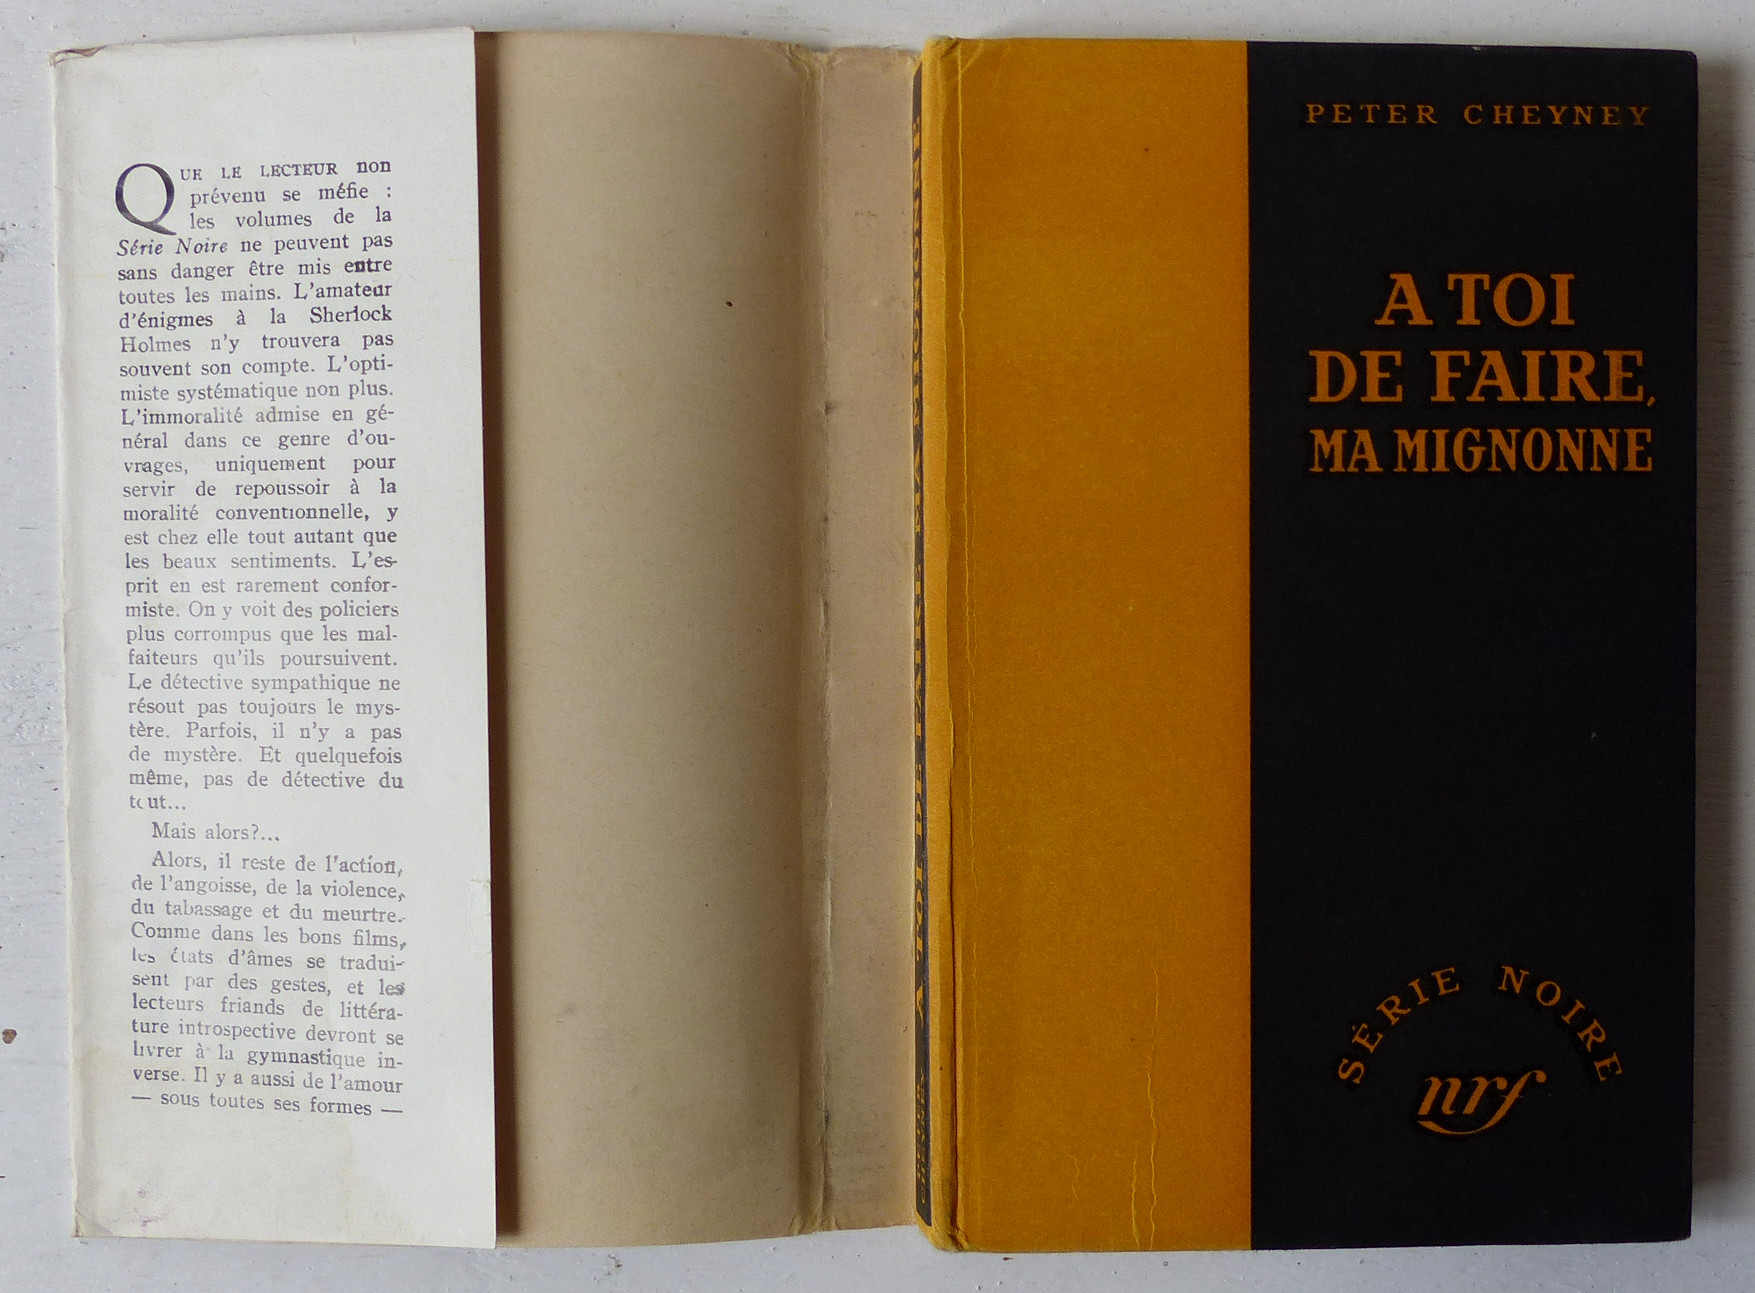 QUE LE LECTEUR non
prévenu se méfie :
les volumes de la
Série Noire ne peuvent pas
sans danger être mis entre
toutes les mains. L'amateur
d'énigmes à la Sherlock
Holmes n'y trouvera pas
souvent son compte. L'opti-
miste systématique non plus.
L'immoralité admise en gé-
néral dans ce genre d'ou-
vrages, uniquement pour
servir de repoussoir à la
moralité conventionnelle, y
est chez elle tout autant que
les beaux sentiments. L'es-
prit en est rarement confor-
miste. On y voit des policiers
plus corrompus que les mal-
faiteurs qu'ils poursuivent.
Le détective sympathique ne
résout pas toujours le mys-
tère. Parfois, il n'y a pas
de mystère. Et quelquefois
même, pas de détective du
tout...
Mais alors?...
Alors, il reste de l'action,
de l'angoisse, de la violence,
du tabassage et du meurtre.
Comme dans les bons films,
les états d'âmes se tradui-
sent par des gestes, et les
lecteurs friands de littéra-
ture introspective devront se
livrer à la gymnastique in-
verse. Il y a aussi de l'amour
— sous toutes ses formes —
A TOI DE FAIRE, MA MIGNONNE
PETER CHEYNEY
A TOI
DE FAIRE,
MA MIGNONNE
SÉRIE NOIRE
nrf